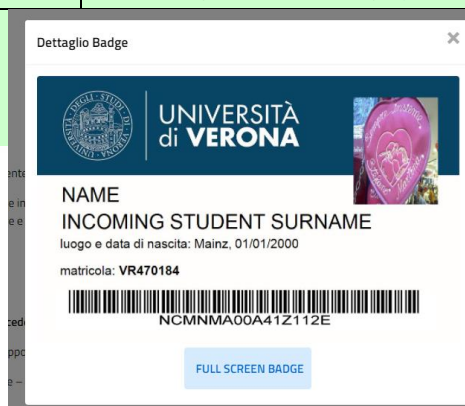 Dettaglio Badge
×
UNIVERSITÀ
di VERONA
NAME
INCOMING STUDENT SURNAME
luogo e data di nascita: Mainz, 01/01/2000
matricola: VR470184
NCMNMA00A41Z112E
FULL SCREEN BADGE